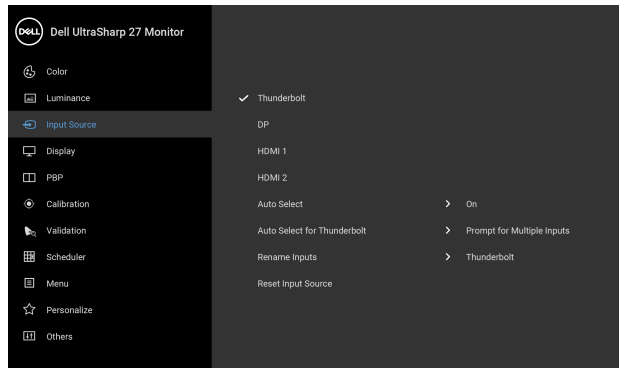 DELL Dell UltraSharp 27 Monitor
Color
Luminance
Input Source
Display
PBP
Calibration
Validation
Scheduler
Menu
Personalize
Others
Thunderbolt
DP
HDMI 1
HDMI 2
Auto Select On
Auto Select for Thunderbolt Prompt for Multiple Inputs
Rename Inputs Thunderbolt
Reset Input Source